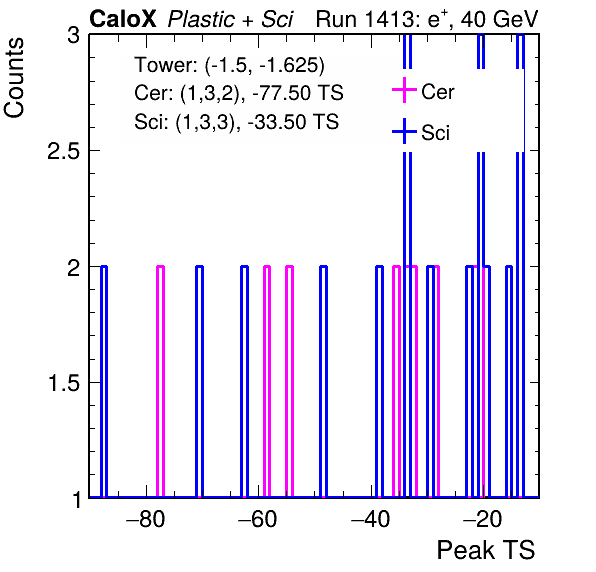 CaloX Plastic + Sci Run 1413: e⁺, 40 GeV
Counts
Tower: (-1.5, -1.625)
Cer: (1,3,2), -77.50 TS
Sci: (1,3,3), -33.50 TS
Cer
Sci
3
2.5
2
1.5
1
−80 −60 −40 −20
Peak TS